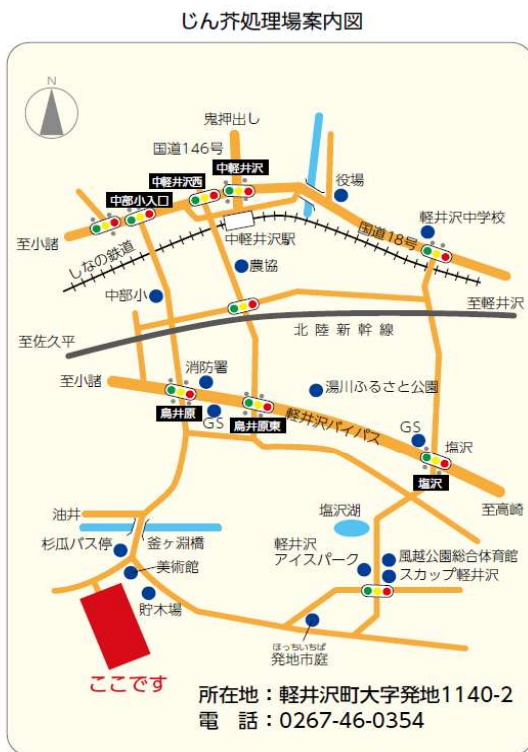 じん芥処理場案内図
N
鬼押出し
国道146号
中軽井沢
中軽井沢西
中部小入口
役場
軽井沢中学校
至小諸
しなの鉄道
中軽井沢駅
国道18号
農協
中部小
至軽井沢
北陸新幹線
至佐久平
至小諸
消防署
湯川ふるさと公園
鳥井原
GS
鳥井原東
軽井沢バイパス
GS
塩沢
塩沢
至高崎
油井
塩沢湖
杉瓜バス停
釜ヶ淵橋
軽井沢
アイスパーク
風越公園総合体育館
スカップ軽井沢
美術館
貯木場
ほっちいちば
発地市庭
ここです
所在地：軽井沢町大字発地1140-2
電　話：0267-46-0354